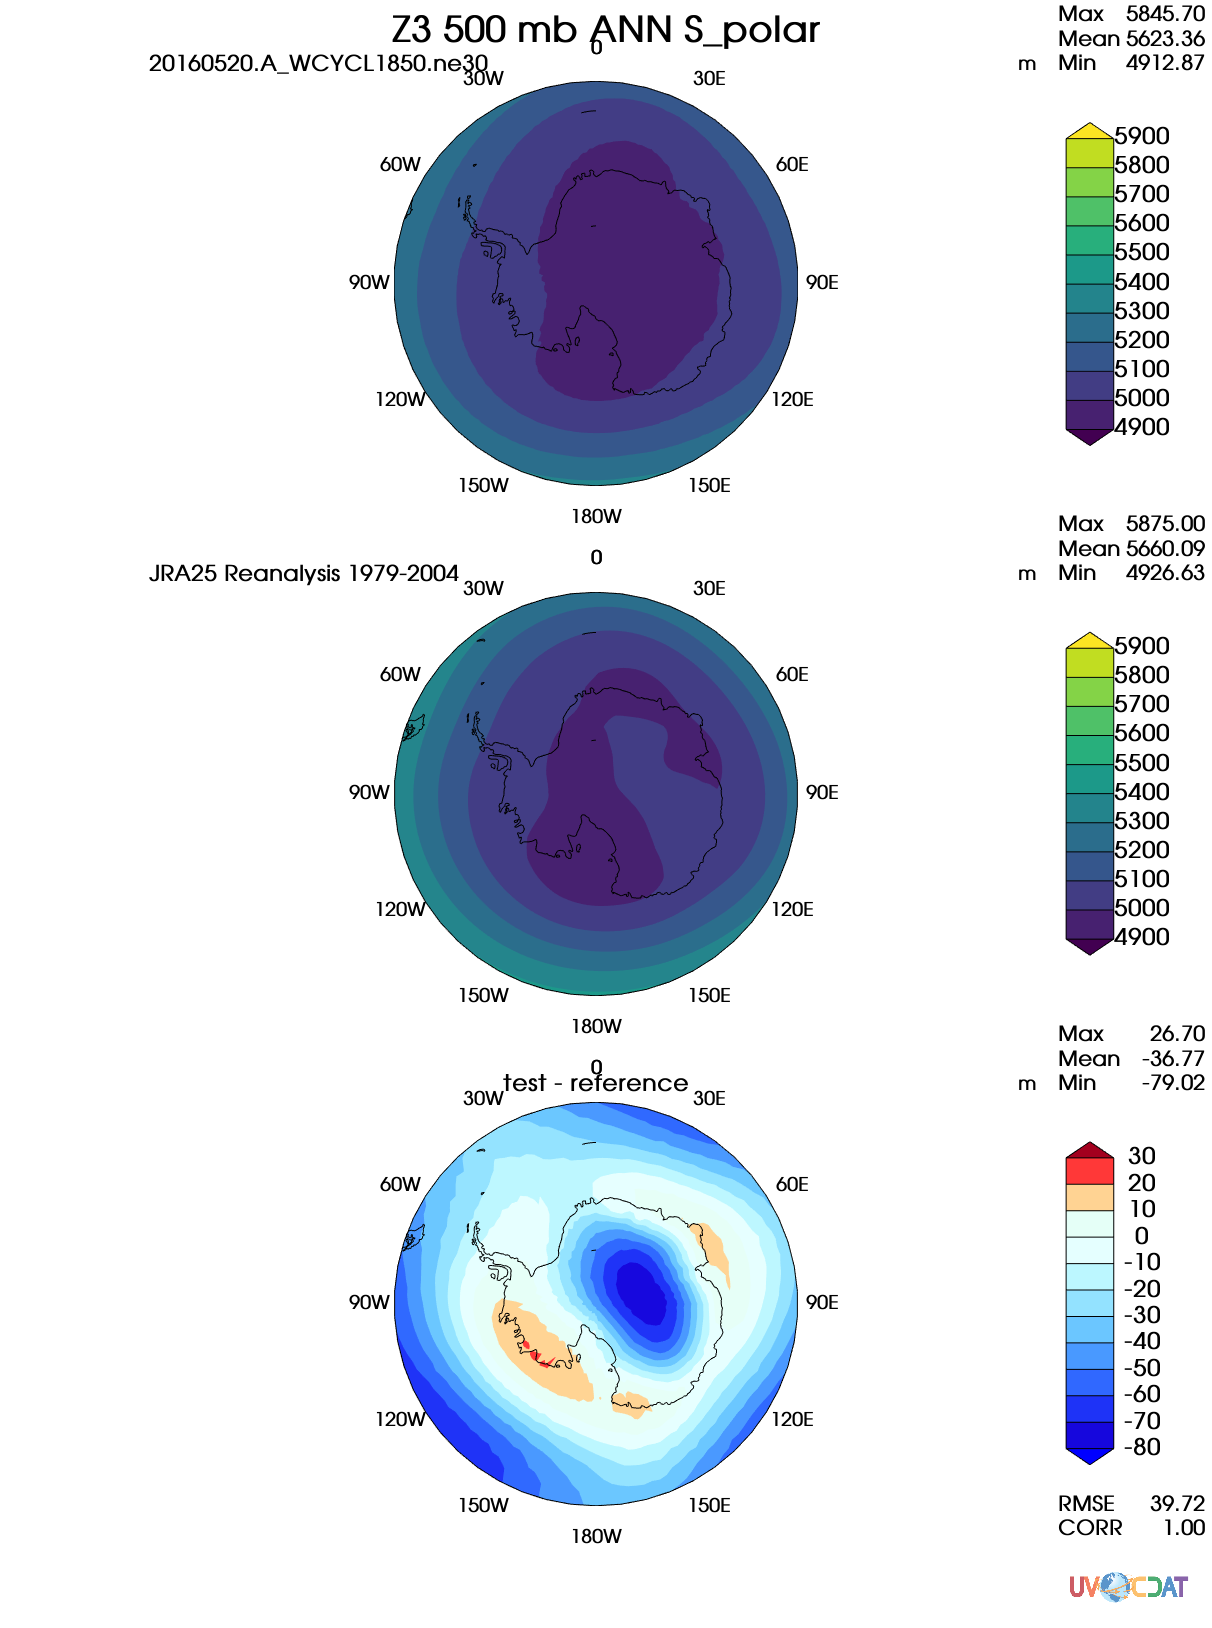 Z3 500 mb ANN S_polar
20160520.A_WCYCL1850.ne30
m
Max 5845.70
Mean 5623.36
Min 4912.87
0
30W
30E
60W
60E
90W
90E
120W
120E
150W
150E
180W
5900
5800
5700
5600
5500
5400
5300
5200
5100
5000
4900
JRA25 Reanalysis 1979-2004
m
Max 5875.00
Mean 5660.09
Min 4926.63
0
30W
30E
60W
60E
90W
90E
120W
120E
150W
150E
180W
5900
5800
5700
5600
5500
5400
5300
5200
5100
5000
4900
test - reference
m
Max 26.70
Mean -36.77
Min -79.02
0
30W
30E
60W
60E
90W
90E
120W
120E
150W
150E
180W
30
20
10
0
-10
-20
-30
-40
-50
-60
-70
-80
RMSE 39.72
CORR 1.00
UVCDAT